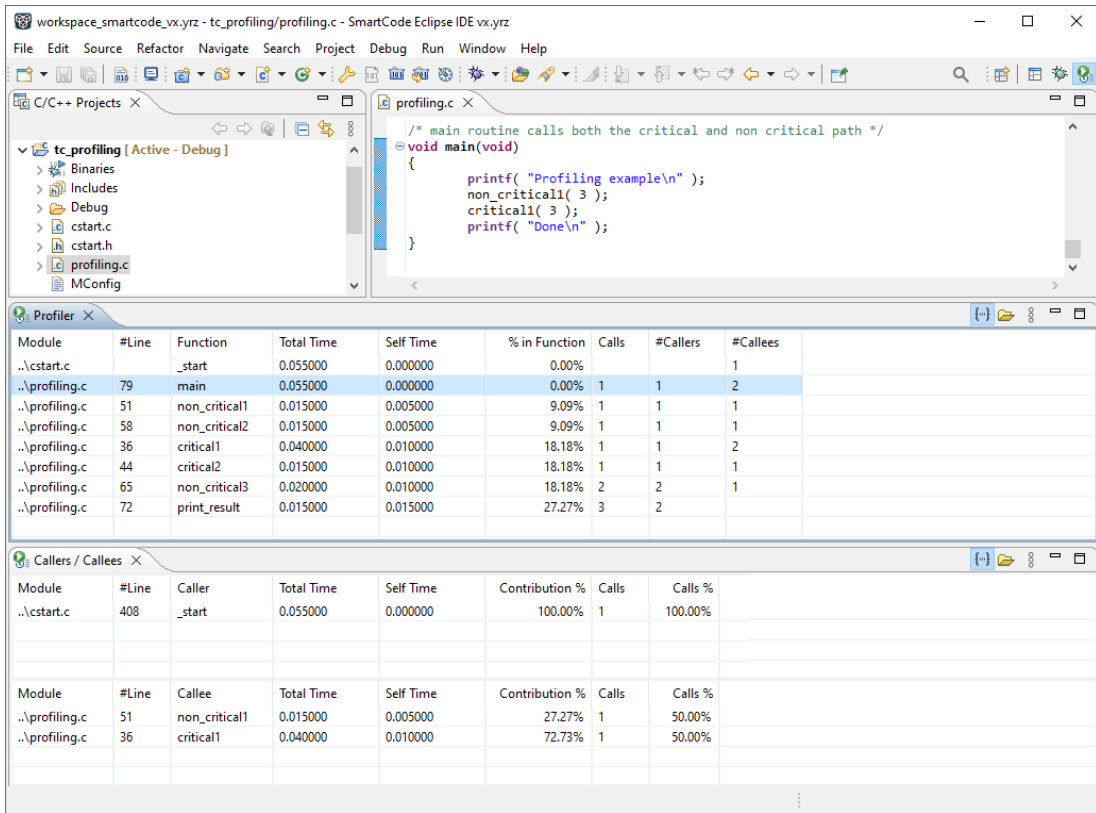 workspace_smartcode_vx.yrz - tc_profiling/profiling.c - SmartCode Eclipse IDE vx.yrz
File Edit Source Refactor Navigate Search Project Debug Run Window Help
C/C++ Projects
tc_profiling [ Active - Debug ]
Binaries
Includes
Debug
cstart.c
cstart.h
profiling.c
MConfig
profiling.c
/* main routine calls both the critical and non critical path */
void main(void)
{
printf( "Profiling example\n" );
non_critical1( 3 );
critical1( 3 );
printf( "Done\n" );
}
Profiler
Module #Line Function Total Time Self Time % in Function Calls #Callers #Callees
..\cstart.c _start 0.055000 0.000000 0.00% 1
..\profiling.c 79 main 0.055000 0.000000 0.00% 1 1 2
..\profiling.c 51 non_critical1 0.015000 0.005000 9.09% 1 1 1
..\profiling.c 58 non_critical2 0.015000 0.005000 9.09% 1 1 1
..\profiling.c 36 critical1 0.040000 0.010000 18.18% 1 1 2
..\profiling.c 44 critical2 0.015000 0.010000 18.18% 1 1 1
..\profiling.c 65 non_critical3 0.020000 0.010000 18.18% 2 2 1
..\profiling.c 72 print_result 0.015000 0.015000 27.27% 3 2
Callers / Callees
Module #Line Caller Total Time Self Time Contribution % Calls Calls %
..\cstart.c 408 _start 0.055000 0.000000 100.00% 1 100.00%
Module #Line Callee Total Time Self Time Contribution % Calls Calls %
..\profiling.c 51 non_critical1 0.015000 0.005000 27.27% 1 50.00%
..\profiling.c 36 critical1 0.040000 0.010000 72.73% 1 50.00%